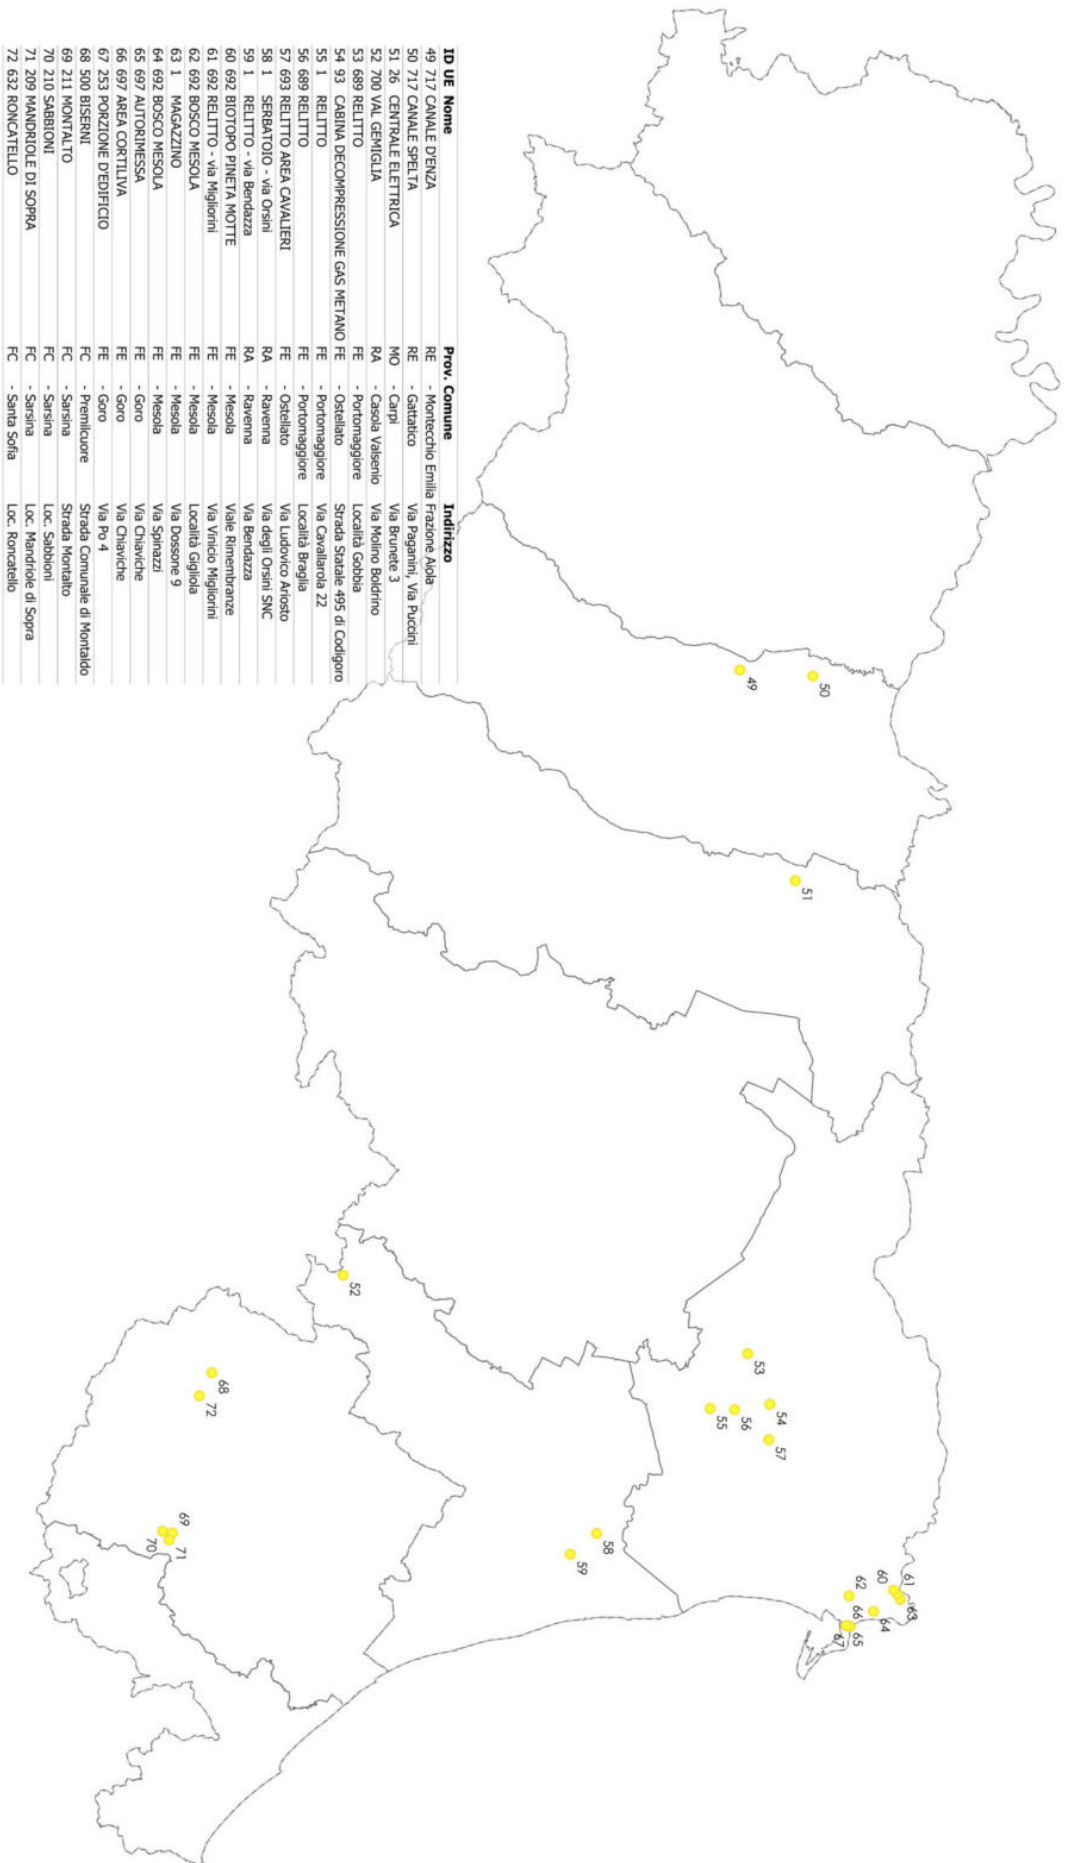 ID UE Nome Prov. Comune Indirizzo
49 717 CANALE D'ENZA RE - Montecchio Emilia Frazione Aiola
50 717 CANALE SPELTA RE - Gattatico Via Paganini, Via Puccini
51 26 CENTRALE ELETTRICA MO - Carpi Via Brunete 3
52 700 VAL GEMIGLIA RA - Casola Valsenio Via Molino Boldrino
53 689 RELITTO FE - Portomaggiore Località Gobbia
54 93 CABINA DECOMPRESSIONE GAS METANO FE - Ostellato Strada Statale 495 di Codigoro
55 1 RELITTO FE - Portomaggiore Via Cavallarola 22
56 689 RELITTO FE - Portomaggiore Località Braglia
57 693 RELITTO AREA CAVALIERI FE - Ostellato Via Ludovico Ariosto
58 1 SERBATOIO - via Orsini RA - Ravenna Via degli Orsini SNC
59 1 RELITTO - via Bendazza RA - Ravenna Via Bendazza
60 692 BIOTOPO PINETA MOTTE FE - Mesola Viale Rimembranze
61 692 RELITTO - via Migliorini FE - Mesola Via Vinicio Migliorini
62 692 BOSCO MESOLA FE - Mesola Località Gigliola
63 1 MAGAZZINO FE - Mesola Via Dossone 9
64 692 BOSCO MESOLA FE - Mesola Via Spinazzi
65 697 AUTORIMESSA FE - Goro Via Chiaviche
66 697 AREA CORTILIVA FE - Goro Via Chiaviche
67 253 PORZIONE D'EDIFICIO FE - Goro Via Po 4
68 500 BISERNI FC - Premilcuore Strada Comunale di Montaldo
69 211 MONTALTO FC - Sarsina Strada Montalto
70 210 SABBIONI FC - Sarsina Loc. Sabbioni
71 209 MANDRIOLE DI SOPRA FC - Sarsina Loc. Mandriole di Sopra
72 632 RONCATELLO FC - Santa Sofia Loc. Roncatello
61
60
63
64
62
66
65
67
50
51
54
57
53
49
56
55
58
59
52
68
72
69
71
70